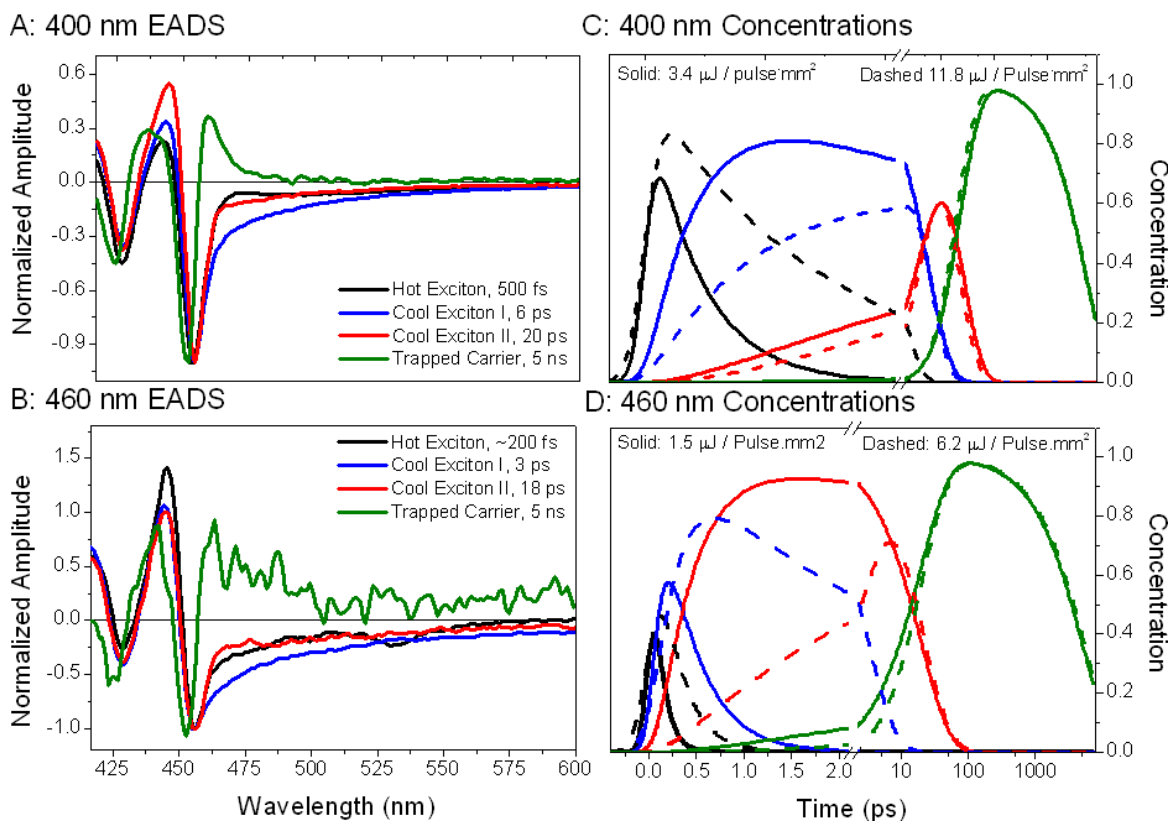 A: 400 nm EADS
Normalized Amplitude
0.6
0.3
0.0
-0.3
-0.6
-0.9
Hot Exciton, 500 fs
Cool Exciton I, 6 ps
Cool Exciton II, 20 ps
Trapped Carrier, 5 ns
B: 460 nm EADS
Normalized Amplitude
1.5
1.0
0.5
0.0
-0.5
-1.0
Hot Exciton, ~200 fs
Cool Exciton I, 3 ps
Cool Exciton II, 18 ps
Trapped Carrier, 5 ns
425 450 475 500 525 550 575 600
Wavelength (nm)
C: 400 nm Concentrations
Solid: 3.4 µJ / pulse·mm²
Dashed 11.8 µJ / Pulse·mm²
1.0
0.8
0.6
0.4
0.2
0.0
Concentration
D: 460 nm Concentrations
Solid: 1.5 µJ / Pulse.mm2
Dashed: 6.2 µJ / Pulse.mm²
1.0
0.8
0.6
0.4
0.2
0.0
Concentration
0.0 0.5 1.0 1.5 2.0 10 100 1000
Time (ps)